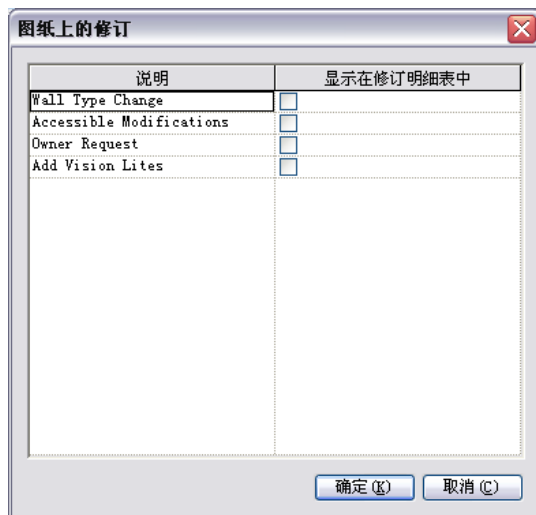 图纸上的修订
说明 显示在修订明细表中
Wall Type Change
Accessible Modifications
Owner Request
Add Vision Lites
确定(K) 取消(C)